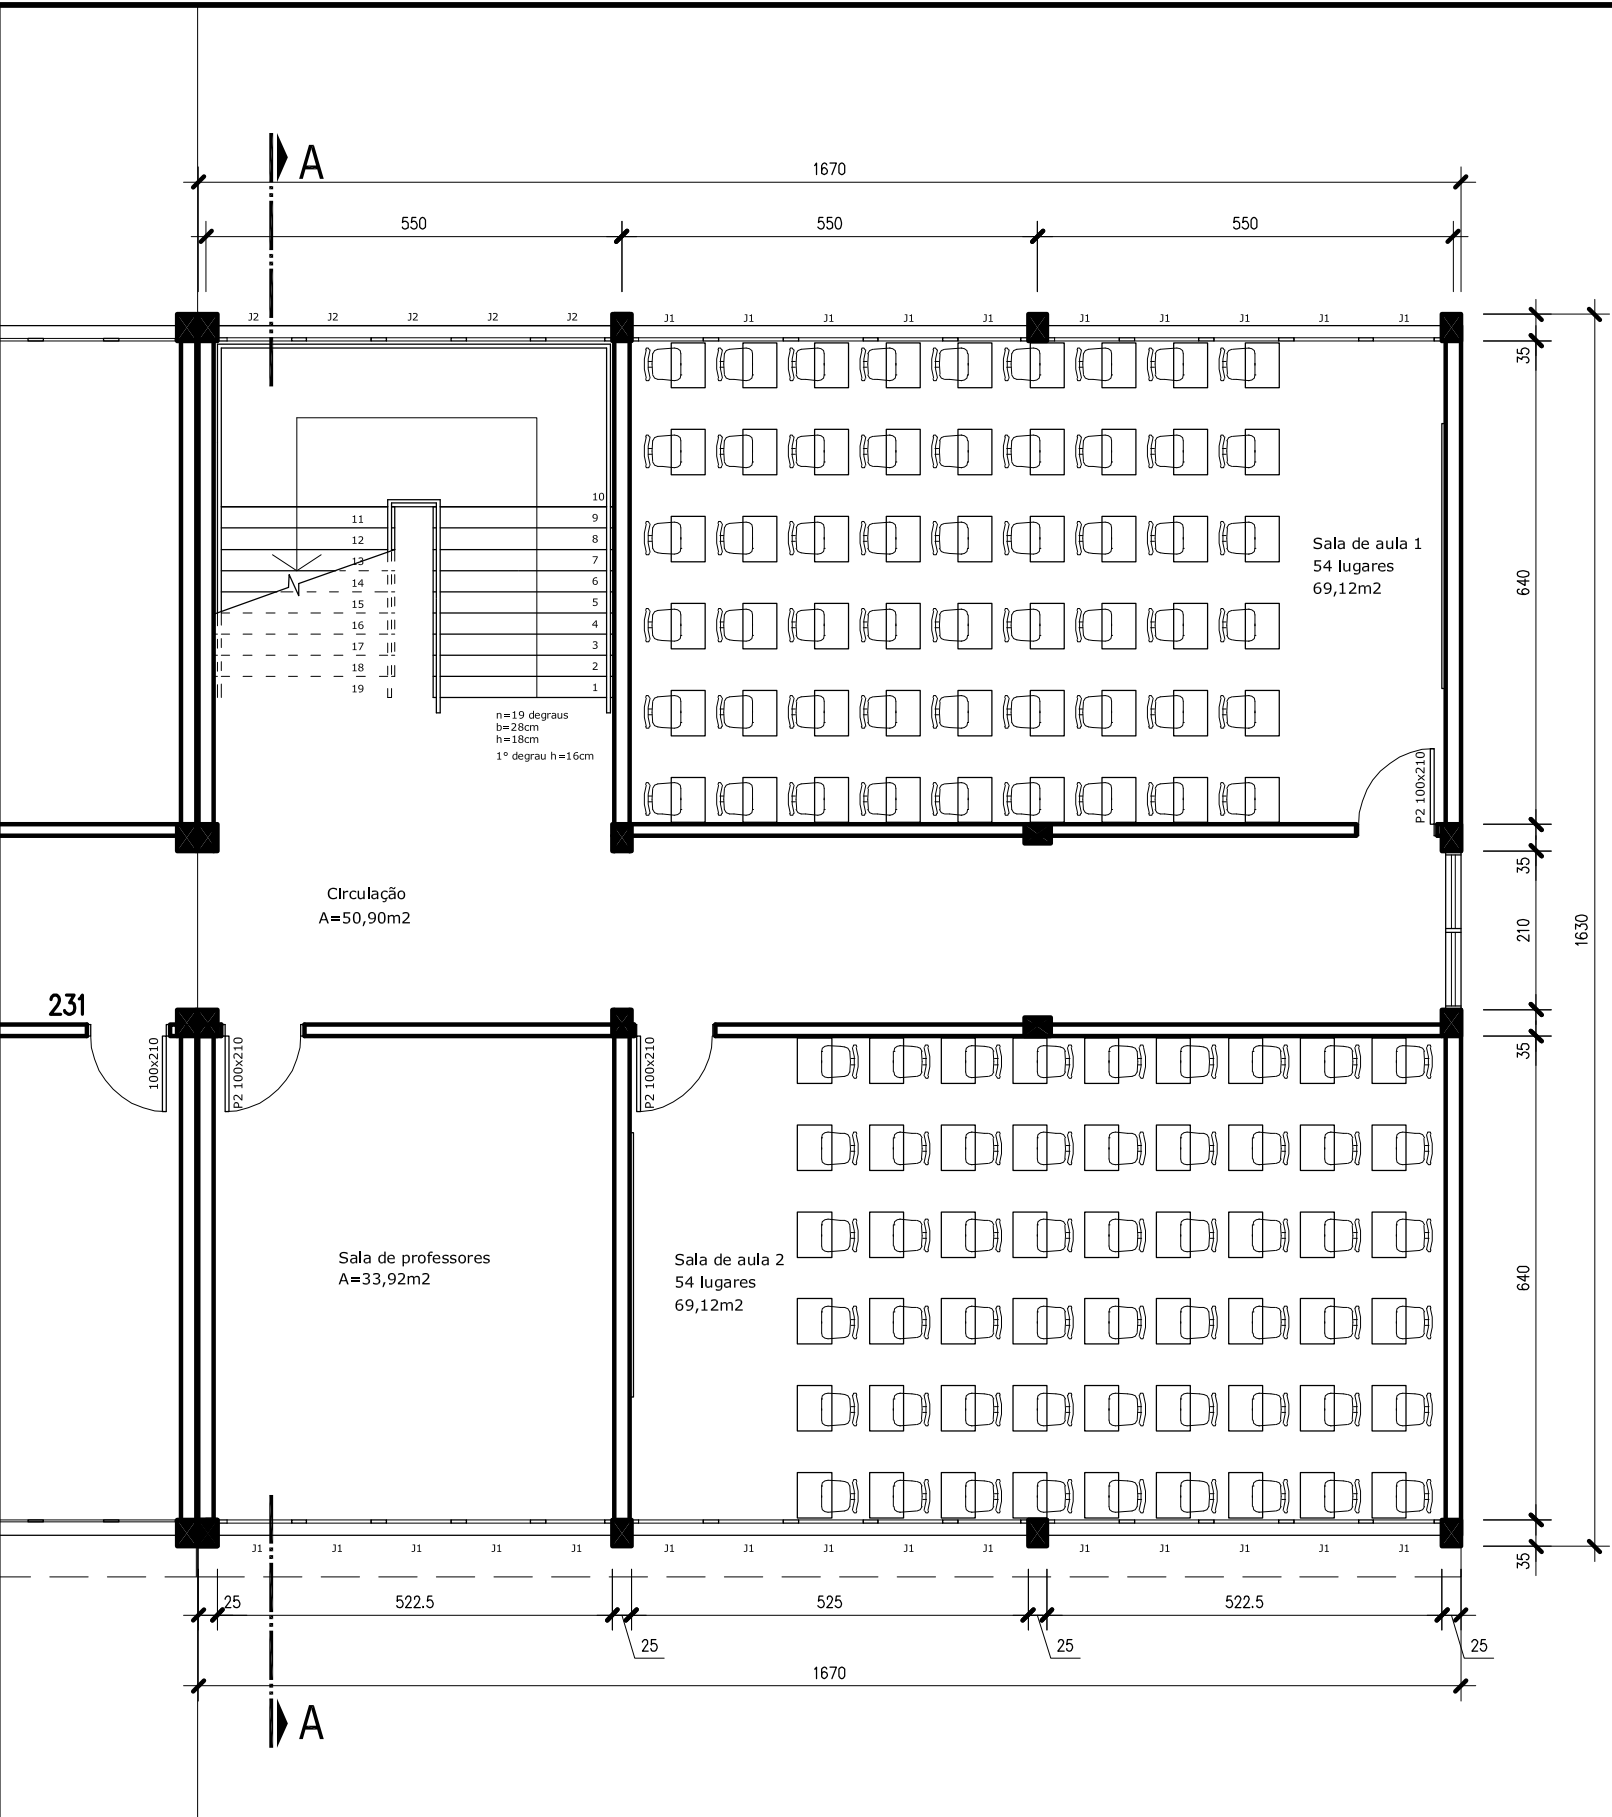 A
1670
550 550 550
J2 J2 J2 J2 J2 J1 J1 J1 J1 J1 J1 J1 J1 J1 J1
35
10
11 9
12 8
13 7
14 6
15 5
16 4
17 3
18 2
19 1
n=19 degraus
b=28cm
h=18cm
1° degrau h=16cm
Sala de aula 1
54 lugares
69,12m2
640
P2 100x210
35
CIrculação
A=50,90m2
210
1630
231
35
100x210
P2 100x210
P2 100x210
Sala de professores
A=33,92m2
Sala de aula 2
54 lugares
69,12m2
640
J1 J1 J1 J1 J1 J1 J1 J1 J1 J1 J1 J1 J1 J1 J1
35
25 522.5 525 522.5
25 25 25
1670
A